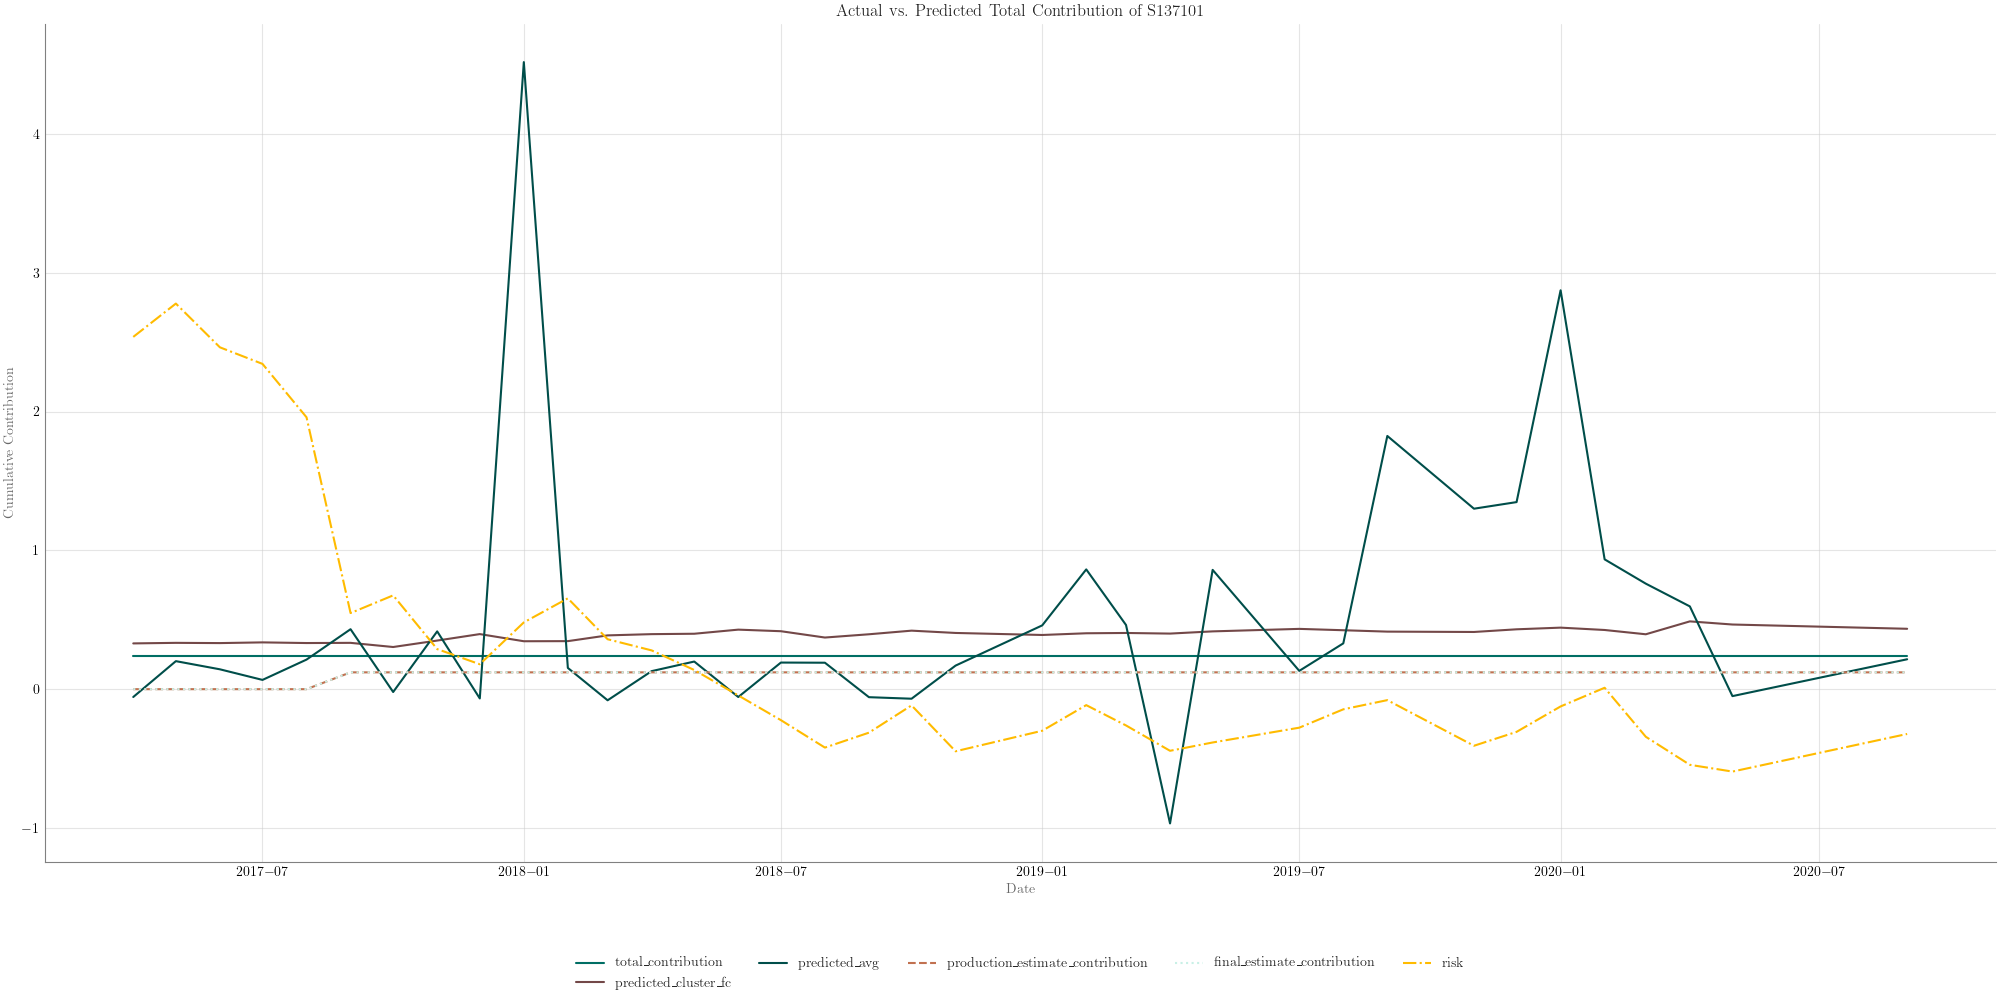 Actual vs. Predicted Total Contribution of S137101
Cumulative Contribution
4
3
2
1
0
−1
2017−07
2018−01
2018−07
2019−01
2019−07
2020−01
2020−07
Date
total_contribution
predicted_cluster_fc
predicted_avg
production_estimate_contribution
final_estimate_contribution
risk